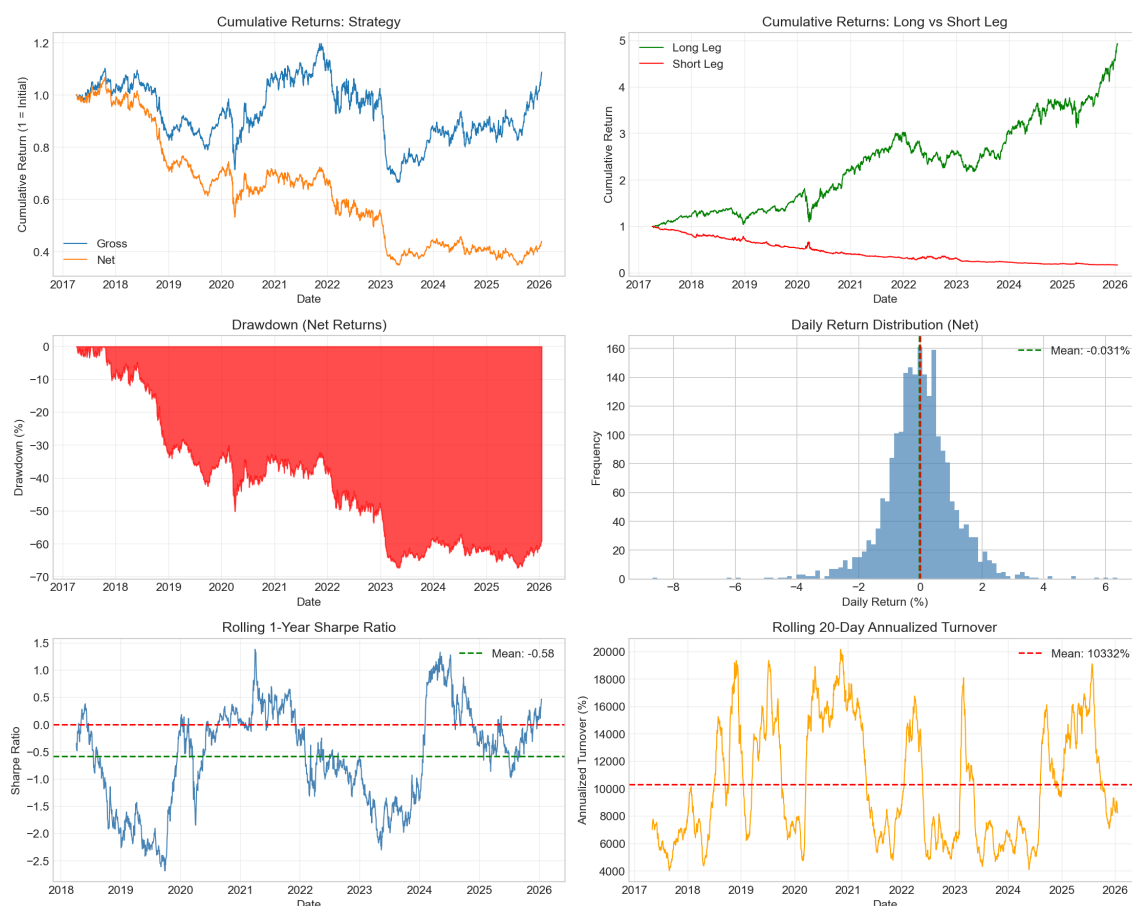 Cumulative Returns: Strategy
Cumulative Return (1 = Initial)
1.2
1.0
0.8
0.6
0.4
Gross
Net
2017 2018 2019 2020 2021 2022 2023 2024 2025 2026
Date
Cumulative Returns: Long vs Short Leg
Cumulative Return
5
4
3
2
1
0
Long Leg
Short Leg
2017 2018 2019 2020 2021 2022 2023 2024 2025 2026
Date
Drawdown (Net Returns)
Drawdown (%)
0
−10
−20
−30
−40
−50
−60
−70
2017 2018 2019 2020 2021 2022 2023 2024 2025 2026
Date
Daily Return Distribution (Net)
Frequency
160
140
120
100
80
60
40
20
0
Mean: -0.031%
−8 −6 −4 −2 0 2 4 6
Daily Return (%)
Rolling 1-Year Sharpe Ratio
Sharpe Ratio
1.5
1.0
0.5
0.0
−0.5
−1.0
−1.5
−2.0
−2.5
Mean: -0.58
2018 2019 2020 2021 2022 2023 2024 2025 2026
Date
Rolling 20-Day Annualized Turnover
Annualized Turnover (%)
20000
18000
16000
14000
12000
10000
8000
6000
4000
Mean: 10332%
2017 2018 2019 2020 2021 2022 2023 2024 2025 2026
Date